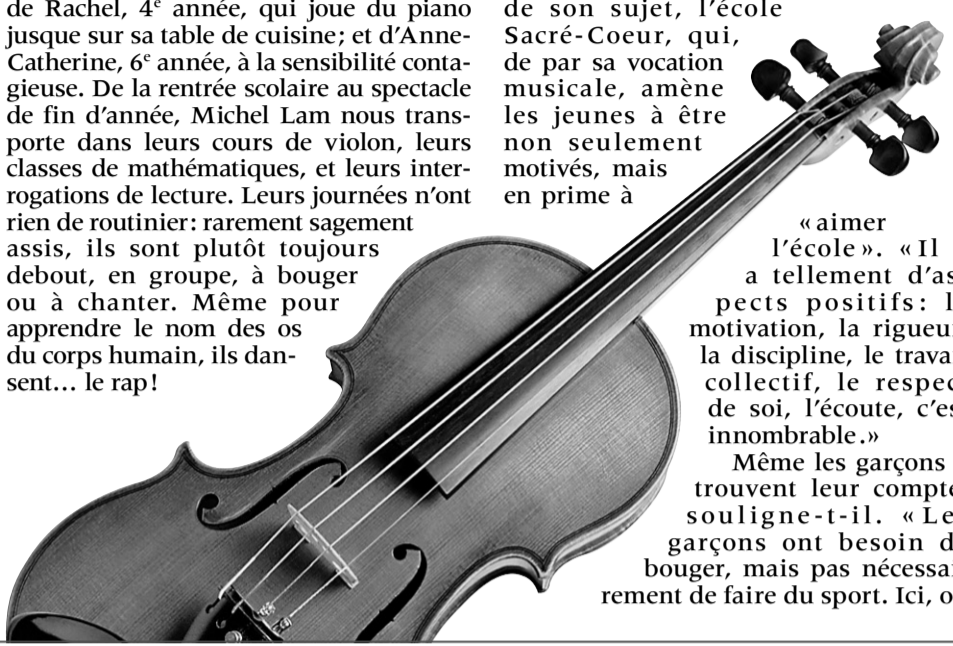 de Rachel, 4e année, qui joue du piano
jusque sur sa table de cuisine; et d'Anne-
Catherine, 6e année, à la sensibilité conta-
gieuse. De la rentrée scolaire au spectacle
de fin d'année, Michel Lam nous trans-
porte dans leurs cours de violon, leurs
classes de mathématiques, et leurs inter-
rogations de lecture. Leurs journées n'ont
rien de routinier: rarement sagement
assis, ils sont plutôt toujours
debout, en groupe, à bouger
ou à chanter. Même pour
apprendre le nom des os
du corps humain, ils dan-
sent… le rap!
de son sujet, l'école
Sacré-Coeur, qui,
de par sa vocation
musicale, amène
les jeunes à être
non seulement
motivés, mais
en prime à
«aimer
l'école». «Il
a tellement d'as
pects positifs: l
motivation, la rigueu
la discipline, le trava
collectif, le respec
de soi, l'écoute, c'es
innombrable.»
Même les garçons
trouvent leur compte
souligne-t-il. «Le
garçons ont besoin d
bouger, mais pas nécessai
rement de faire du sport. Ici, o